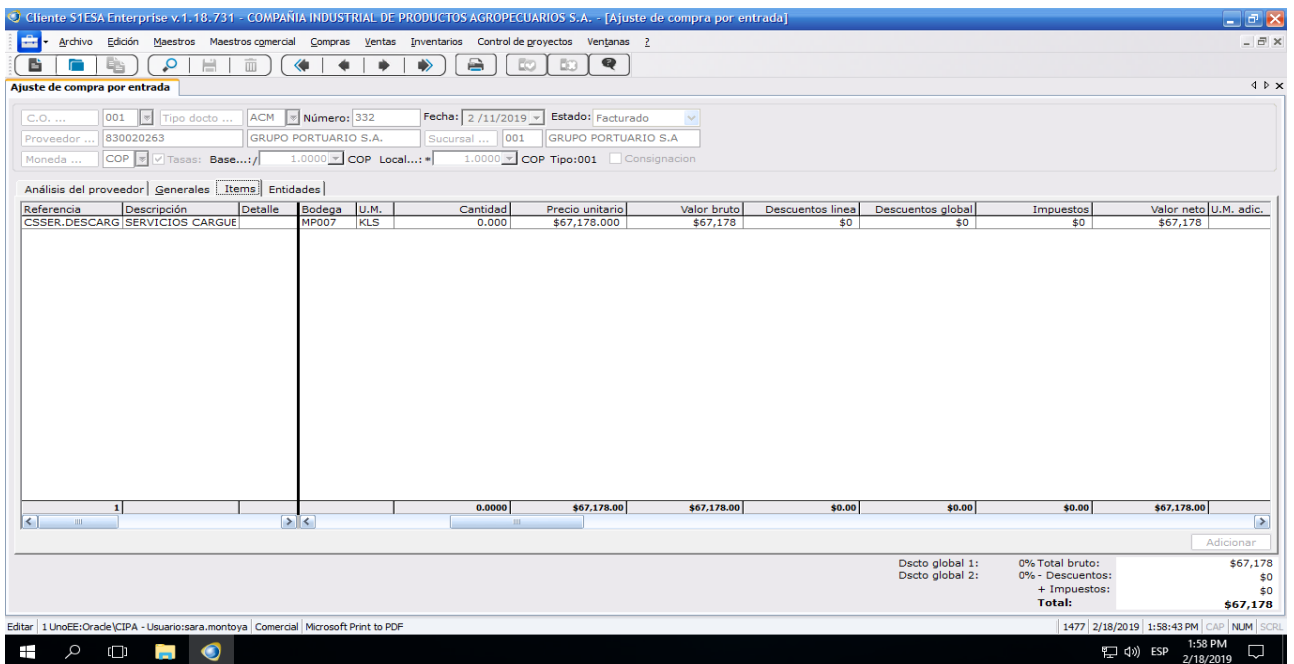 Cliente S1ESA Enterprise v.1.18.731 - COMPAÑIA INDUSTRIAL DE PRODUCTOS AGROPECUARIOS S.A. - [Ajuste de compra por entrada]
Archivo Edición Maestros Maestros comercial Compras Ventas Inventarios Control de proyectos Ventanas ?
Ajuste de compra por entrada
C.O. ... 001 Tipo docto ... ACM Número: 332 Fecha: 2 /11/2019 Estado: Facturado
Proveedor ... 830020263 GRUPO PORTUARIO S.A. Sucursal ... 001 GRUPO PORTUARIO S.A
Moneda ... COP Tasas: Base...:/ 1.0000 COP Local...: * 1.0000 COP Tipo:001 Consignacion
Análisis del proveedor Generales Items Entidades
Referencia Descripción Detalle Bodega U.M. Cantidad Precio unitario Valor bruto Descuentos linea Descuentos global Impuestos Valor neto U.M. adic.
CSSER.DESCARG SERVICIOS CARGUE MP007 KLS 0.000 $67,178.000 $67,178 $0 $0 $0 $67,178
1 0.0000 $67,178.00 $67,178.00 $0.00 $0.00 $0.00 $67,178.00
Adicionar
Dscto global 1: 0% Total bruto: $67,178
Dscto global 2: 0% - Descuentos: $0
+ Impuestos: $0
Total: $67,178
Editar 1 UnoEE:Oracle\CIPA - Usuario:sara.montoya Comercial Microsoft Print to PDF 1477 2/18/2019 1:58:43 PM CAP NUM SCRL
ESP 1:58 PM
2/18/2019